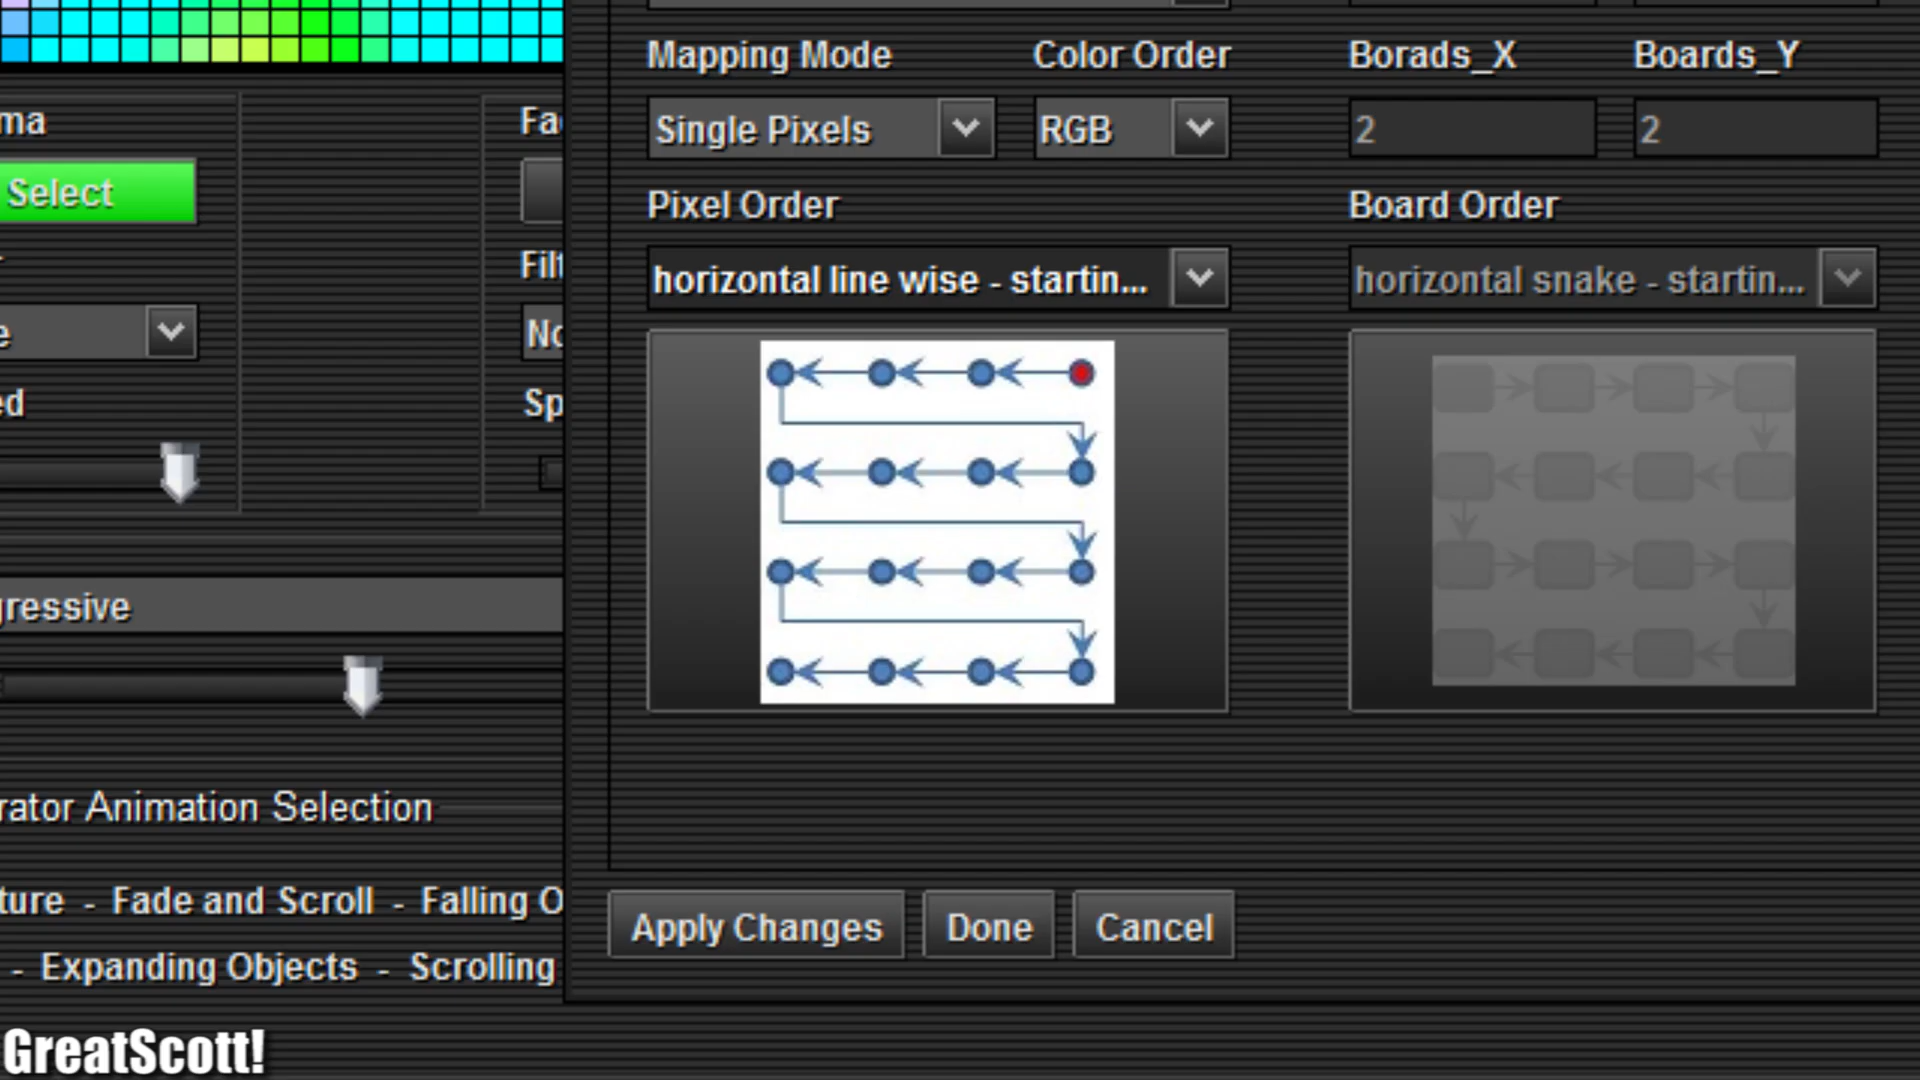 Mapping Mode
Color Order
Borads_X
Boards_Y
Single Pixels
RGB
2
2
Pixel Order
Board Order
horizontal line wise - startin...
horizontal snake - startin...
Apply Changes
Done
Cancel
ma
Fa
Select
Filt
No
ed
Sp
gressive
rator Animation Selection
ture - Fade and Scroll - Falling O
- Expanding Objects - Scrolling
GreatScott!